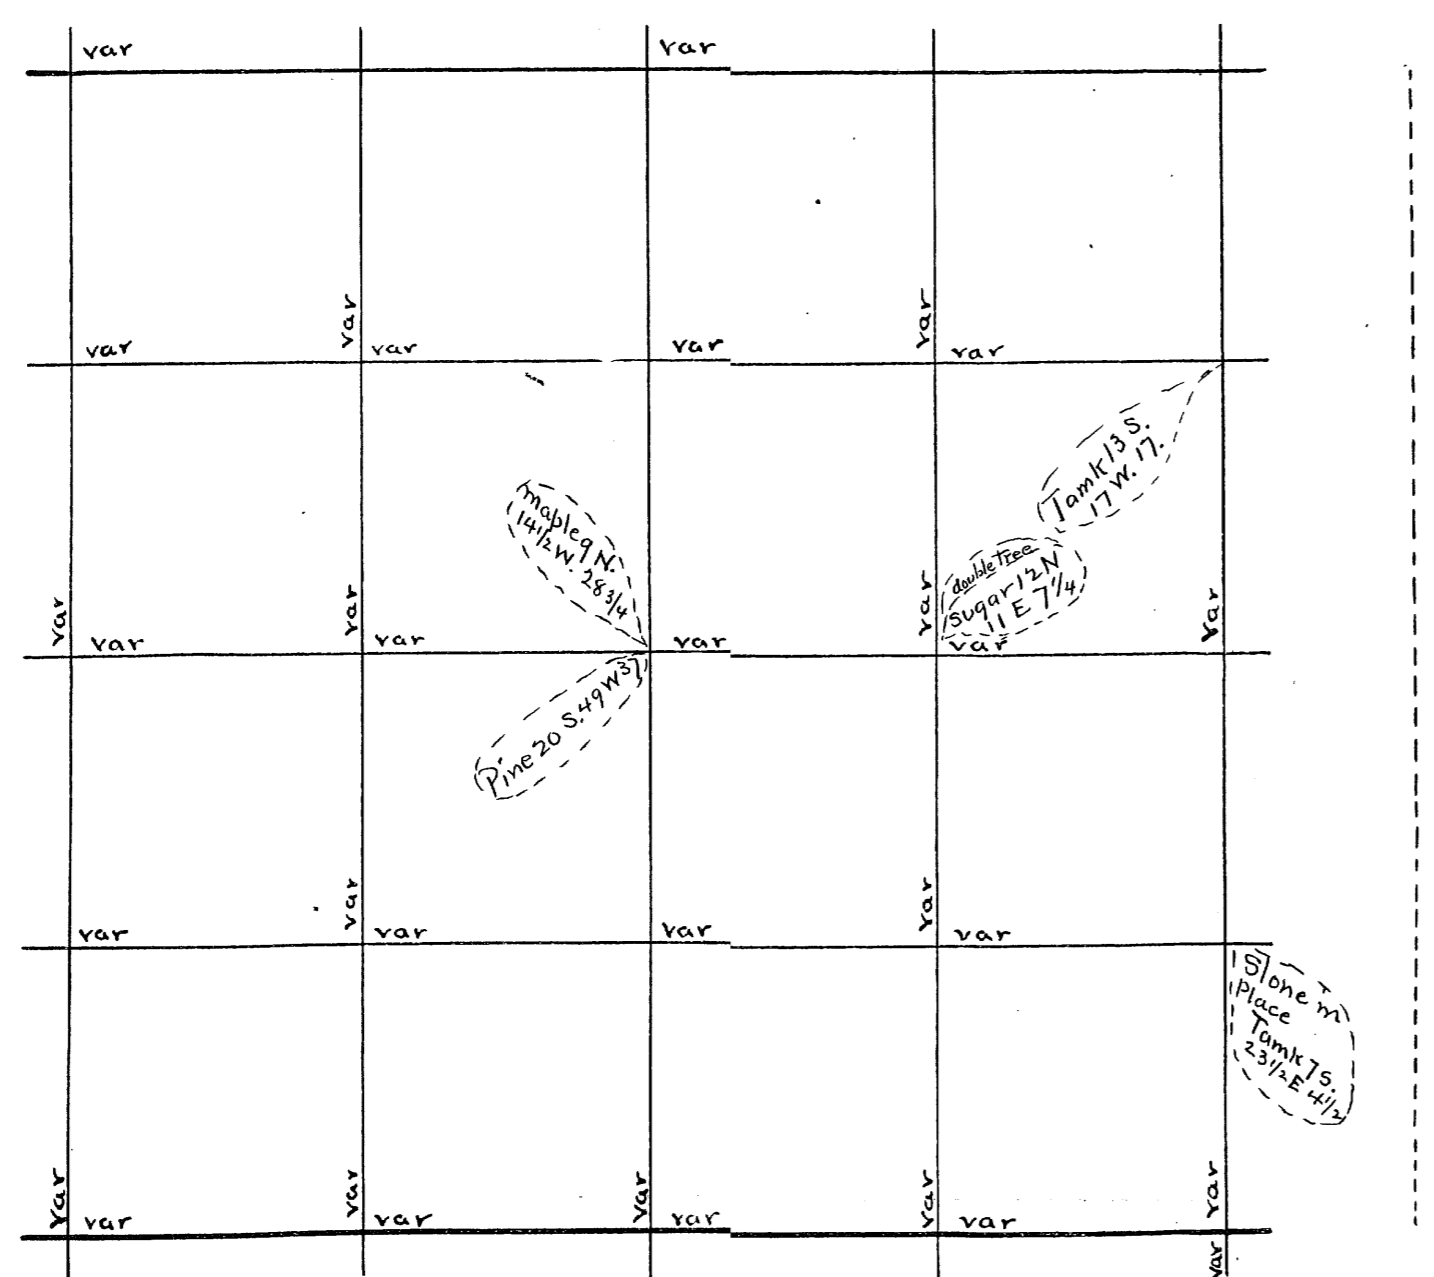 var var
var var
var var var var
Tamk 13 S.
17 W. 17.
maple 9 N.
14 1/2 W. 28 3/4
double tree
sugar 12 N
11 E 7 1/4
var var var var
var var var var
Pine 20 S. 49 W 37
var var
var var var var
Stone m
Place
Tamk 7 S.
23 1/2 E 4 1/2
var var var var var
var var var var
var